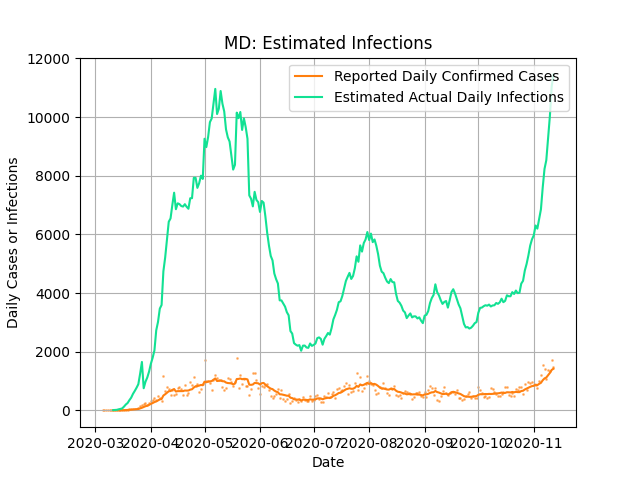 MD: Estimated Infections
Reported Daily Confirmed Cases
Estimated Actual Daily Infections
Daily Cases or Infections
12000
10000
8000
6000
4000
2000
0
2020-03 2020-04 2020-05 2020-06 2020-07 2020-08 2020-09 2020-10 2020-11
Date